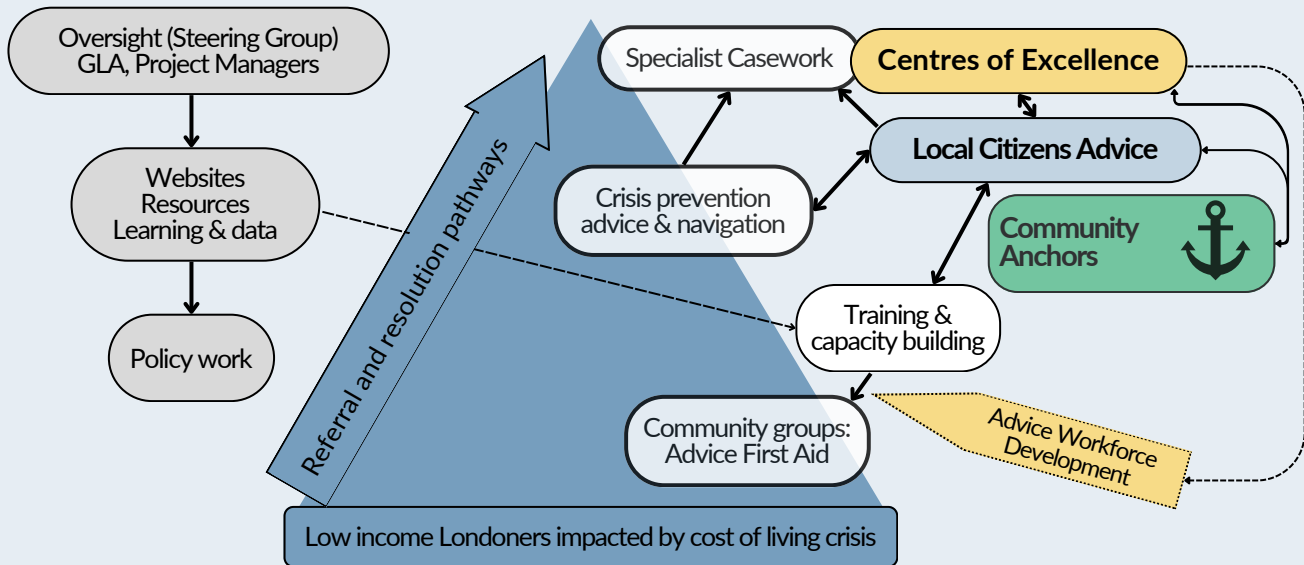 Oversight (Steering Group)
GLA, Project Managers
Websites
Resources
Learning & data
Policy work
Referral and resolution pathways
Specialist Casework
Centres of Excellence
Local Citizens Advice
Crisis prevention
advice & navigation
Community
Anchors
Training &
capacity building
Community groups:
Advice First Aid
Advice Workforce
Development
Low income Londoners impacted by cost of living crisis